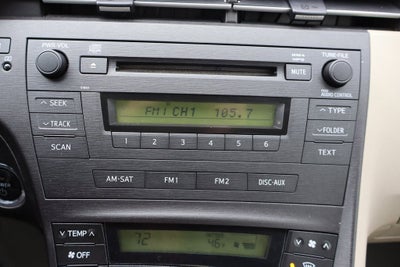 PWR·VOL
TUNE·FILE
MUTE
AUDIO CONTROL
SEEK
FM1 CH1 105.7
TYPE
TRACK
FOLDER
1 2 3 4 5 6
SCAN
TEXT
AM·SAT FM1 FM2 DISC·AUX
TEMP
72
OFF